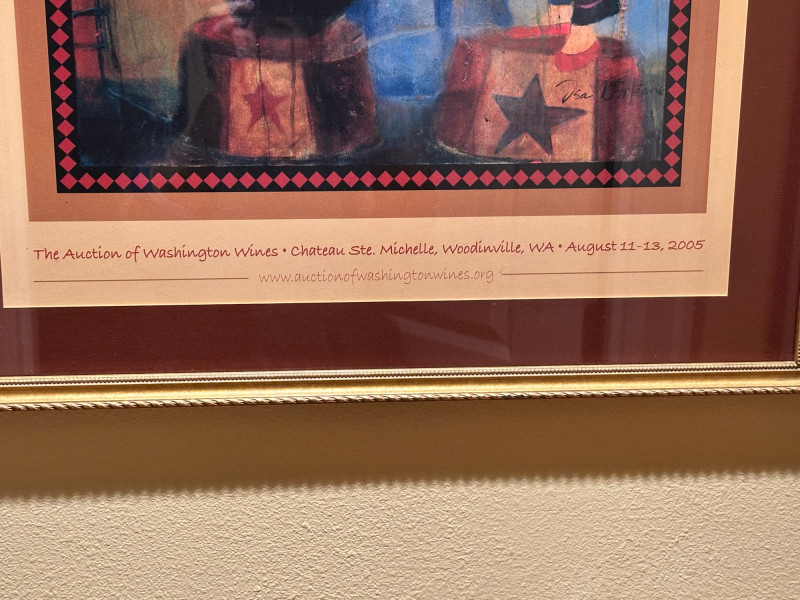 The Auction of Washington Wines • Chateau Ste. Michelle, Woodinville, WA • August 11-13, 2005
www.auctionofwashingtonwines.org